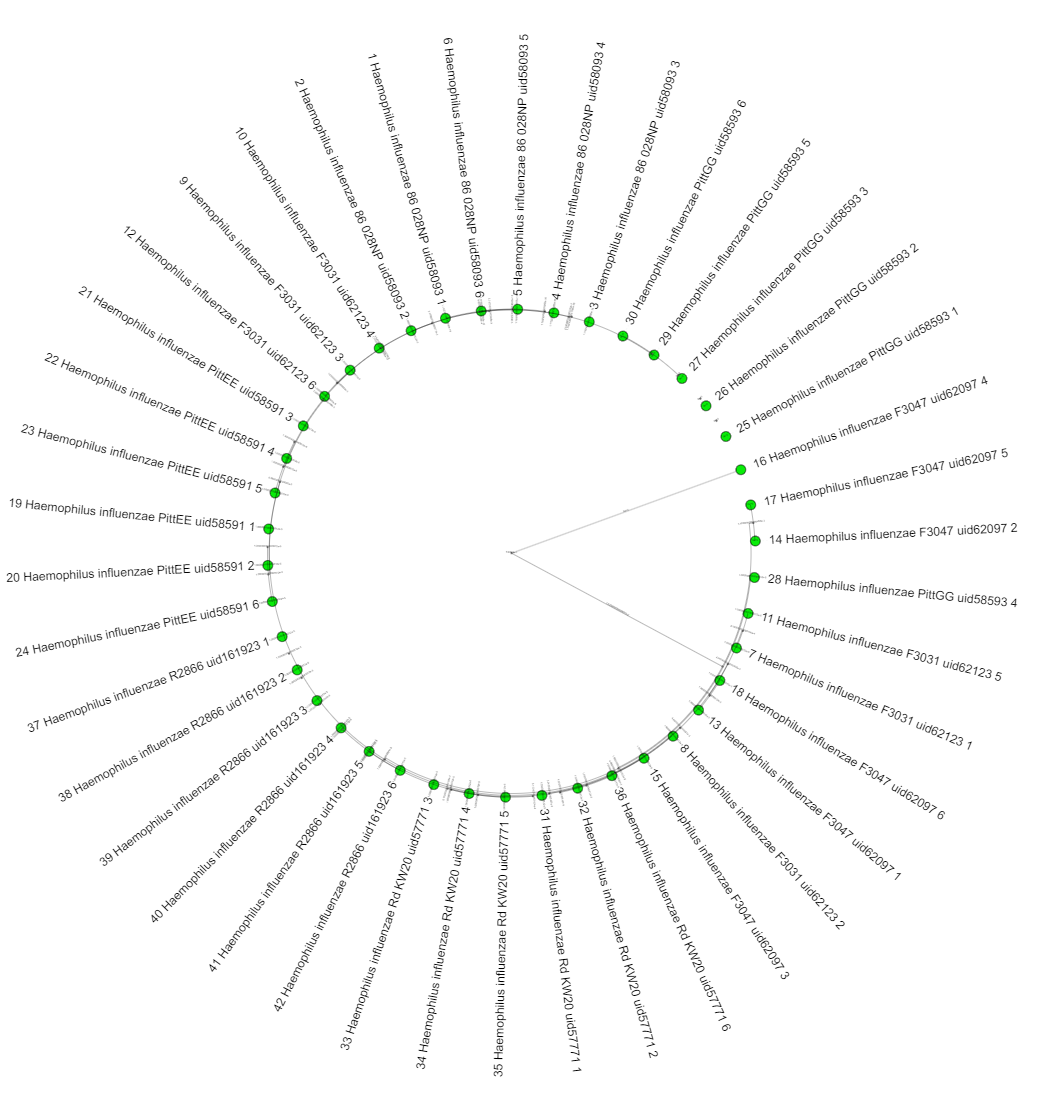 6 Haemophilus influenzae 86 028NP uid58093 6
5 Haemophilus influenzae 86 028NP uid58093 5
4 Haemophilus influenzae 86 028NP uid58093 4
3 Haemophilus influenzae 86 028NP uid58093 3
30 Haemophilus influenzae PittGG uid58593 6
29 Haemophilus influenzae PittGG uid58593 5
27 Haemophilus influenzae PittGG uid58593 3
26 Haemophilus influenzae PittGG uid58593 2
25 Haemophilus influenzae PittGG uid58593 1
16 Haemophilus influenzae F3047 uid62097 4
17 Haemophilus influenzae F3047 uid62097 5
14 Haemophilus influenzae F3047 uid62097 2
28 Haemophilus influenzae PittGG uid58593 4
11 Haemophilus influenzae F3031 uid62123 5
7 Haemophilus influenzae F3031 uid62123 1
18 Haemophilus influenzae F3047 uid62097 6
13 Haemophilus influenzae F3047 uid62097 1
8 Haemophilus influenzae F3031 uid62123 2
15 Haemophilus influenzae F3047 uid62097 3
36 Haemophilus influenzae Rd KW20 uid57771 6
32 Haemophilus influenzae Rd KW20 uid57771 2
31 Haemophilus influenzae Rd KW20 uid57771 1
35 Haemophilus influenzae Rd KW20 uid57771 5
34 Haemophilus influenzae Rd KW20 uid57771 4
33 Haemophilus influenzae Rd KW20 uid57771 3
42 Haemophilus influenzae R2866 uid161923 6
41 Haemophilus influenzae R2866 uid161923 5
40 Haemophilus influenzae R2866 uid161923 4
39 Haemophilus influenzae R2866 uid161923 3
38 Haemophilus influenzae R2866 uid161923 2
37 Haemophilus influenzae R2866 uid161923 1
24 Haemophilus influenzae PittEE uid58591 6
20 Haemophilus influenzae PittEE uid58591 2
19 Haemophilus influenzae PittEE uid58591 1
23 Haemophilus influenzae PittEE uid58591 5
22 Haemophilus influenzae PittEE uid58591 4
21 Haemophilus influenzae PittEE uid58591 3
12 Haemophilus influenzae F3031 uid62123 6
9 Haemophilus influenzae F3031 uid62123 3
10 Haemophilus influenzae F3031 uid62123 4
2 Haemophilus influenzae 86 028NP uid58093 2
1 Haemophilus influenzae 86 028NP uid58093 1